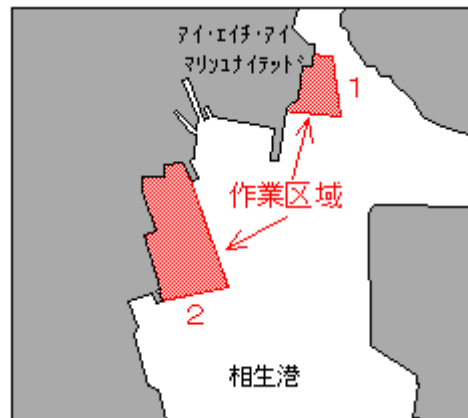 アイ・エイチ・アイ
マリンユナイテッド
1
作業区域
2
相生港